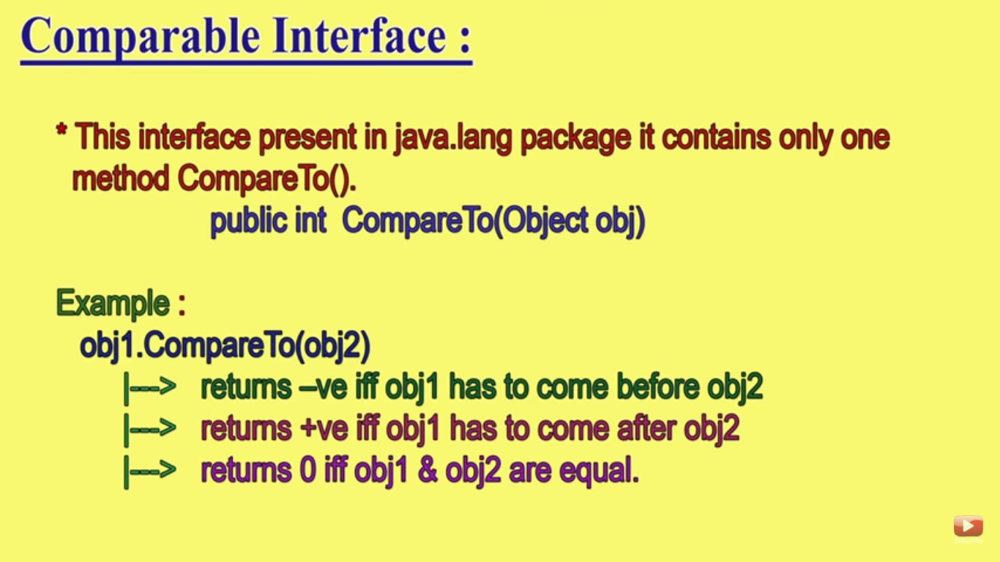 Comparable Interface :
* This interface present in java.lang package it contains only one
method CompareTo().
public int CompareTo(Object obj)
Example :
obj1.CompareTo(obj2)
|---> returns –ve iff obj1 has to come before obj2
|---> returns +ve iff obj1 has to come after obj2
|---> returns 0 iff obj1 & obj2 are equal.